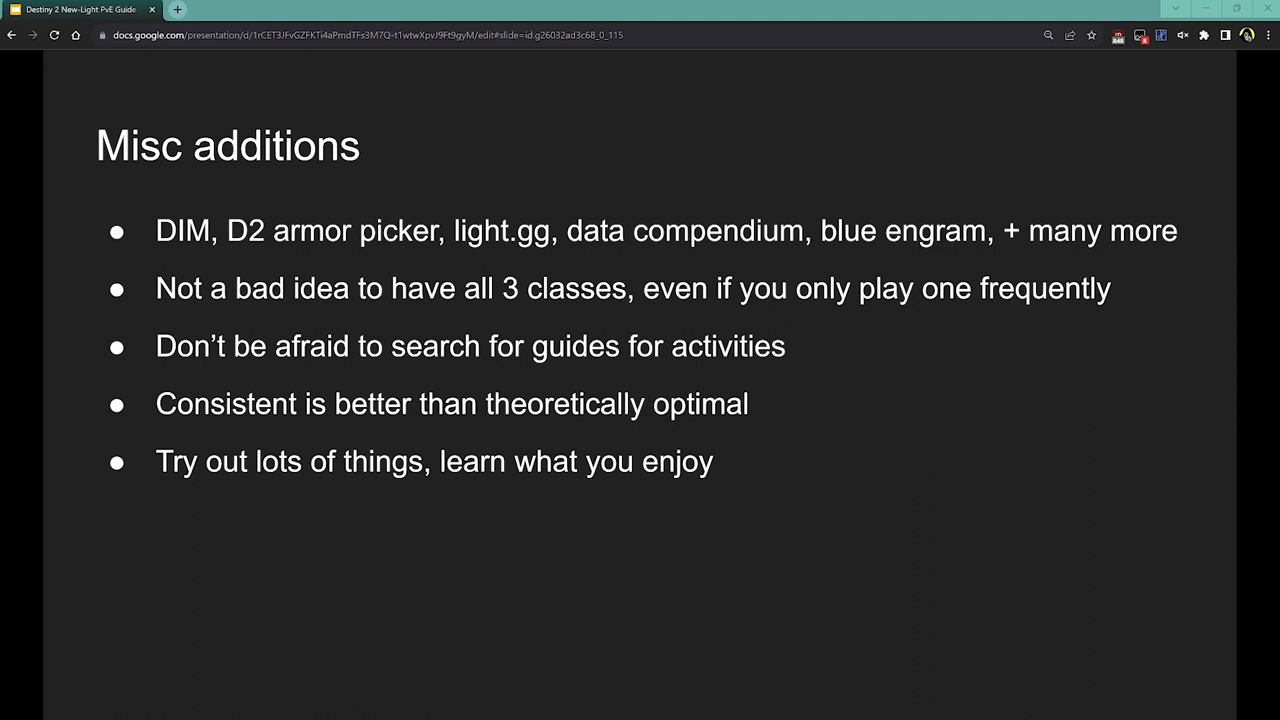 Destiny 2 New-Light PvE Guide
docs.google.com/presentation/d/1rCET3JFvGZFKTi4aPmdTFs3M7Q-t1wtwXpvJ9Ft9gyM/edit#slide=id.g26032ad3c68_0_115
Misc additions
● DIM, D2 armor picker, light.gg, data compendium, blue engram, + many more
● Not a bad idea to have all 3 classes, even if you only play one frequently
● Don’t be afraid to search for guides for activities
● Consistent is better than theoretically optimal
● Try out lots of things, learn what you enjoy